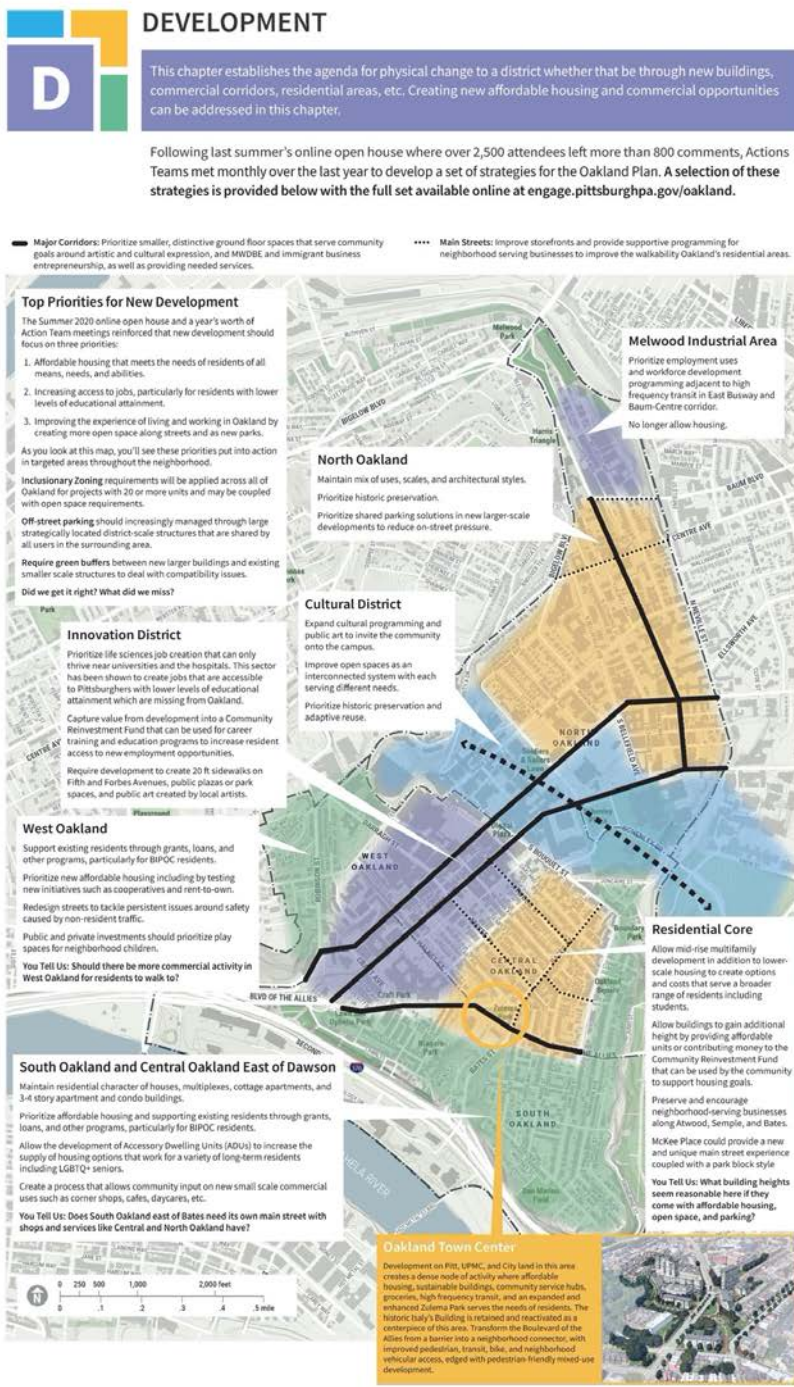 DEVELOPMENT
D
This chapter establishes the agenda for physical change to a district whether that be through new buildings,
commercial corridors, residential areas, etc. Creating new affordable housing and commercial opportunities
can be addressed in this chapter.
Following last summer's online open house where over 2,500 attendees left more than 800 comments, Actions
Teams met monthly over the last year to develop a set of strategies for the Oakland Plan. A selection of these
strategies is provided below with the full set available online at engage.pittsburghpa.gov/oakland.
Major Corridors: Prioritize smaller, distinctive ground floor spaces that serve community
goals around artistic and cultural expression, and MWDBE and immigrant business
entrepreneurship, as well as providing needed services.
Main Streets: Improve storefronts and provide supportive programming for
neighborhood serving businesses to improve the walkability Oakland's residential areas.
Top Priorities for New Development
The Summer 2020 online open house and a year's worth of
Action Team meetings reinforced that new development should
focus on three priorities:
1. Affordable housing that meets the needs of residents of all
means, needs, and abilities.
2. Increasing access to jobs, particularly for residents with lower
levels of educational attainment.
3. Improving the experience of living and working in Oakland by
creating more open space along streets and as new parks.
As you look at this map, you'll see these priorities put into action
in targeted areas throughout the neighborhood.
Inclusionary Zoning requirements will be applied across all of
Oakland for projects with 20 or more units and may be coupled
with open space requirements.
Off-street parking should increasingly managed through large
strategically located district-scale structures that are shared by
all users in the surrounding area.
Require green buffers between new larger buildings and existing
smaller scale structures to deal with compatibility issues.
Did we get it right? What did we miss?
Melwood
Park
Melwood Industrial Area
Prioritize employment uses
and workforce development
programming adjacent to high
frequency transit in East Busway and
Baum-Centre corridor.
No longer allow housing.
BIGELOW BLVD
Harris
Triangle
BAUM BLVD
North Oakland
Maintain mix of uses, scales, and architectural styles.
Prioritize historic preservation.
Prioritize shared parking solutions in new larger-scale
developments to reduce on-street pressure.
CENTRE AVE
BIGELOW BLVD
N NEVILLE ST
ELLSWORTH AVE
Park
Cultural District
Expand cultural programming and
public art to invite the community
onto the campus.
Improve open spaces as an
interconnected system with each
serving different needs.
Prioritize historic preservation and
adaptive reuse.
Innovation District
Prioritize life sciences job creation that can only
thrive near universities and the hospitals. This sector
has been shown to create jobs that are accessible
to Pittsburghers with lower levels of educational
attainment which are missing from Oakland.
Capture value from development into a Community
Reinvestment Fund that can be used for career
training and education programs to increase resident
access to new employment opportunities.
Require development to create 20 ft sidewalks on
Fifth and Forbes Avenues, public plazas or park
spaces, and public art created by local artists.
CENTRE AVE
Playground
NORTH
OAKLAND
S BELLEFIELD AVE
Soldiers
& Sailors
Lawn
West Oakland
Support existing residents through grants, loans, and
other programs, particularly for BIPOC residents.
Prioritize new affordable housing including by testing
new initiatives such as cooperatives and rent-to-own.
Redesign streets to tackle persistent issues around safety
caused by non-resident traffic.
Public and private investments should prioritize play
spaces for neighborhood children.
You Tell Us: Should there be more commercial activity in
West Oakland for residents to walk to?
WEST
OAKLAND
S BOUQUET ST
CENTRAL
OAKLAND
Boundary
Park
BLVD OF THE ALLIES
Residential Core
Allow mid-rise multifamily
development in addition to lower-
scale housing to create options
and costs that serve a broader
range of residents including
students.
Allow buildings to gain additional
height by providing affordable
units or contributing money to the
Community Reinvestment Fund
that can be used by the community
to support housing goals.
Preserve and encourage
neighborhood-serving businesses
along Atwood, Semple, and Bates.
McKee Place could provide a new
and unique main street experience
coupled with a park block style
You Tell Us: What building heights
seem reasonable here if they
come with affordable housing,
open space, and parking?
BATES ST
SOUTH
OAKLAND
South Oakland and Central Oakland East of Dawson
Maintain residential character of houses, multiplexes, cottage apartments, and
3-4 story apartment and condo buildings.
Prioritize affordable housing and supporting existing residents through grants,
loans, and other programs, particularly for BIPOC residents.
Allow the development of Accessory Dwelling Units (ADUs) to increase the
supply of housing options that work for a variety of long-term residents
including LGBTQ+ seniors.
Create a process that allows community input on new small scale commercial
uses such as corner shops, cafes, daycares, etc.
You Tell Us: Does South Oakland east of Bates need its own main street with
shops and services like Central and North Oakland have?
Field
Oakland Town Center
Development on Pitt, UPMC, and City land in this area
creates a dense node of activity where affordable
housing, sustainable buildings, community service hubs,
groceries, high frequency transit, and an expanded and
enhanced Zulema Park serves the needs of residents. The
historic Isaly's Building is retained and reactivated as a
centerpiece of this area. Transform the Boulevard of the
Allies from a barrier into a neighborhood connector, with
improved pedestrian, transit, bike, and neighborhood
vehicular access, edged with pedestrian-friendly mixed-use
development.
N
0 250 500 1,000 2,000 feet
0 .1 .2 .3 .4 .5 mile